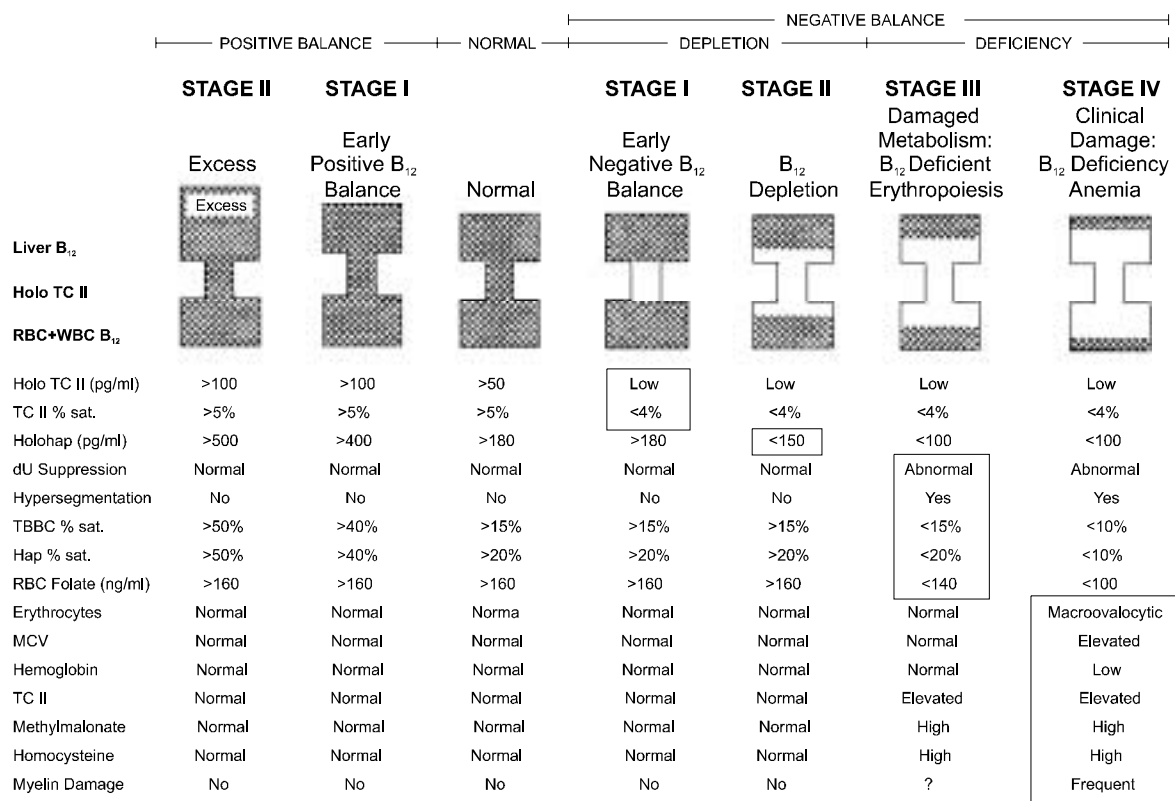 NEGATIVE BALANCE
POSITIVE BALANCE NORMAL DEPLETION DEFICIENCY
STAGE II STAGE I STAGE I STAGE II STAGE III STAGE IV
Damaged Clinical
Early Early Metabolism: Damage:
Excess Positive B₁₂ Negative B₁₂ B₁₂ B₁₂ Deficient B₁₂ Deficiency
Balance Normal Balance Depletion Erythropoiesis Anemia
Excess
Liver B₁₂
Holo TC II
RBC+WBC B₁₂
Holo TC II (pg/ml) >100 >100 >50 Low Low Low Low
TC II % sat. >5% >5% >5% <4% <4% <4% <4%
Holohap (pg/ml) >500 >400 >180 >180 <150 <100 <100
dU Suppression Normal Normal Normal Normal Normal Abnormal Abnormal
Hypersegmentation No No No No No Yes Yes
TBBC % sat. >50% >40% >15% >15% >15% <15% <10%
Hap % sat. >50% >40% >20% >20% >20% <20% <10%
RBC Folate (ng/ml) >160 >160 >160 >160 >160 <140 <100
Erythrocytes Normal Normal Norma Normal Normal Normal Macroovalocytic
MCV Normal Normal Normal Normal Normal Normal Elevated
Hemoglobin Normal Normal Normal Normal Normal Normal Low
TC II Normal Normal Normal Normal Normal Elevated Elevated
Methylmalonate Normal Normal Normal Normal Normal High High
Homocysteine Normal Normal Normal Normal Normal High High
Myelin Damage No No No No No ? Frequent